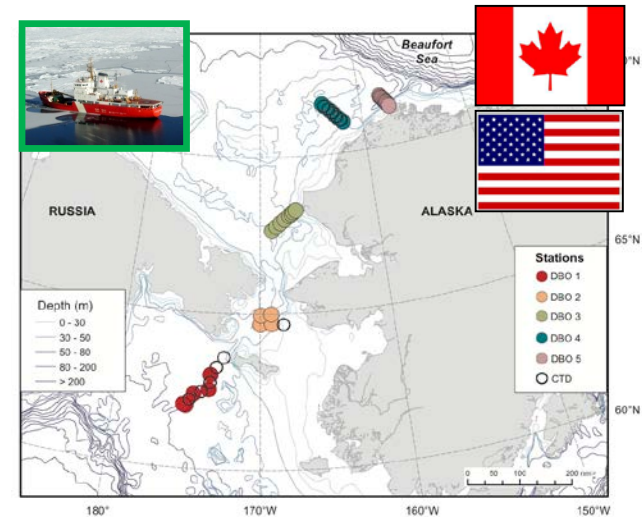 Beaufort
Sea
RUSSIA
ALASKA
65°N
60°N
Depth (m)
0 - 30
30 - 50
50 - 80
80 - 200
> 200
Stations
DBO 1
DBO 2
DBO 3
DBO 4
DBO 5
CTD
0 50 100 200
180°
170°W
160°W
150°W